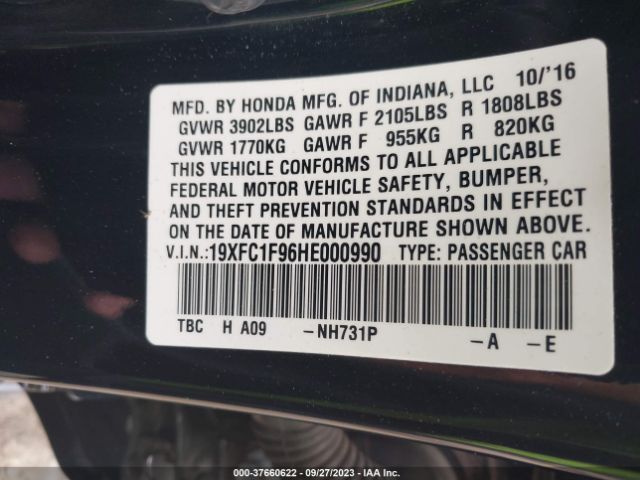 MFD. BY HONDA MFG. OF INDIANA, LLC 10/'16
GVWR 3902LBS GAWR F 2105LBS R 1808LBS
GVWR 1770KG GAWR F 955KG R 820KG
THIS VEHICLE CONFORMS TO ALL APPLICABLE
FEDERAL MOTOR VEHICLE SAFETY, BUMPER,
AND THEFT PREVENTION STANDARDS IN EFFECT
ON THE DATE OF MANUFACTURE SHOWN ABOVE.
V.I.N.:19XFC1F96HE000990 TYPE: PASSENGER CAR
TBC H A09 -NH731P -A -E
000-37660622 - 09/27/2023 - IAA Inc.